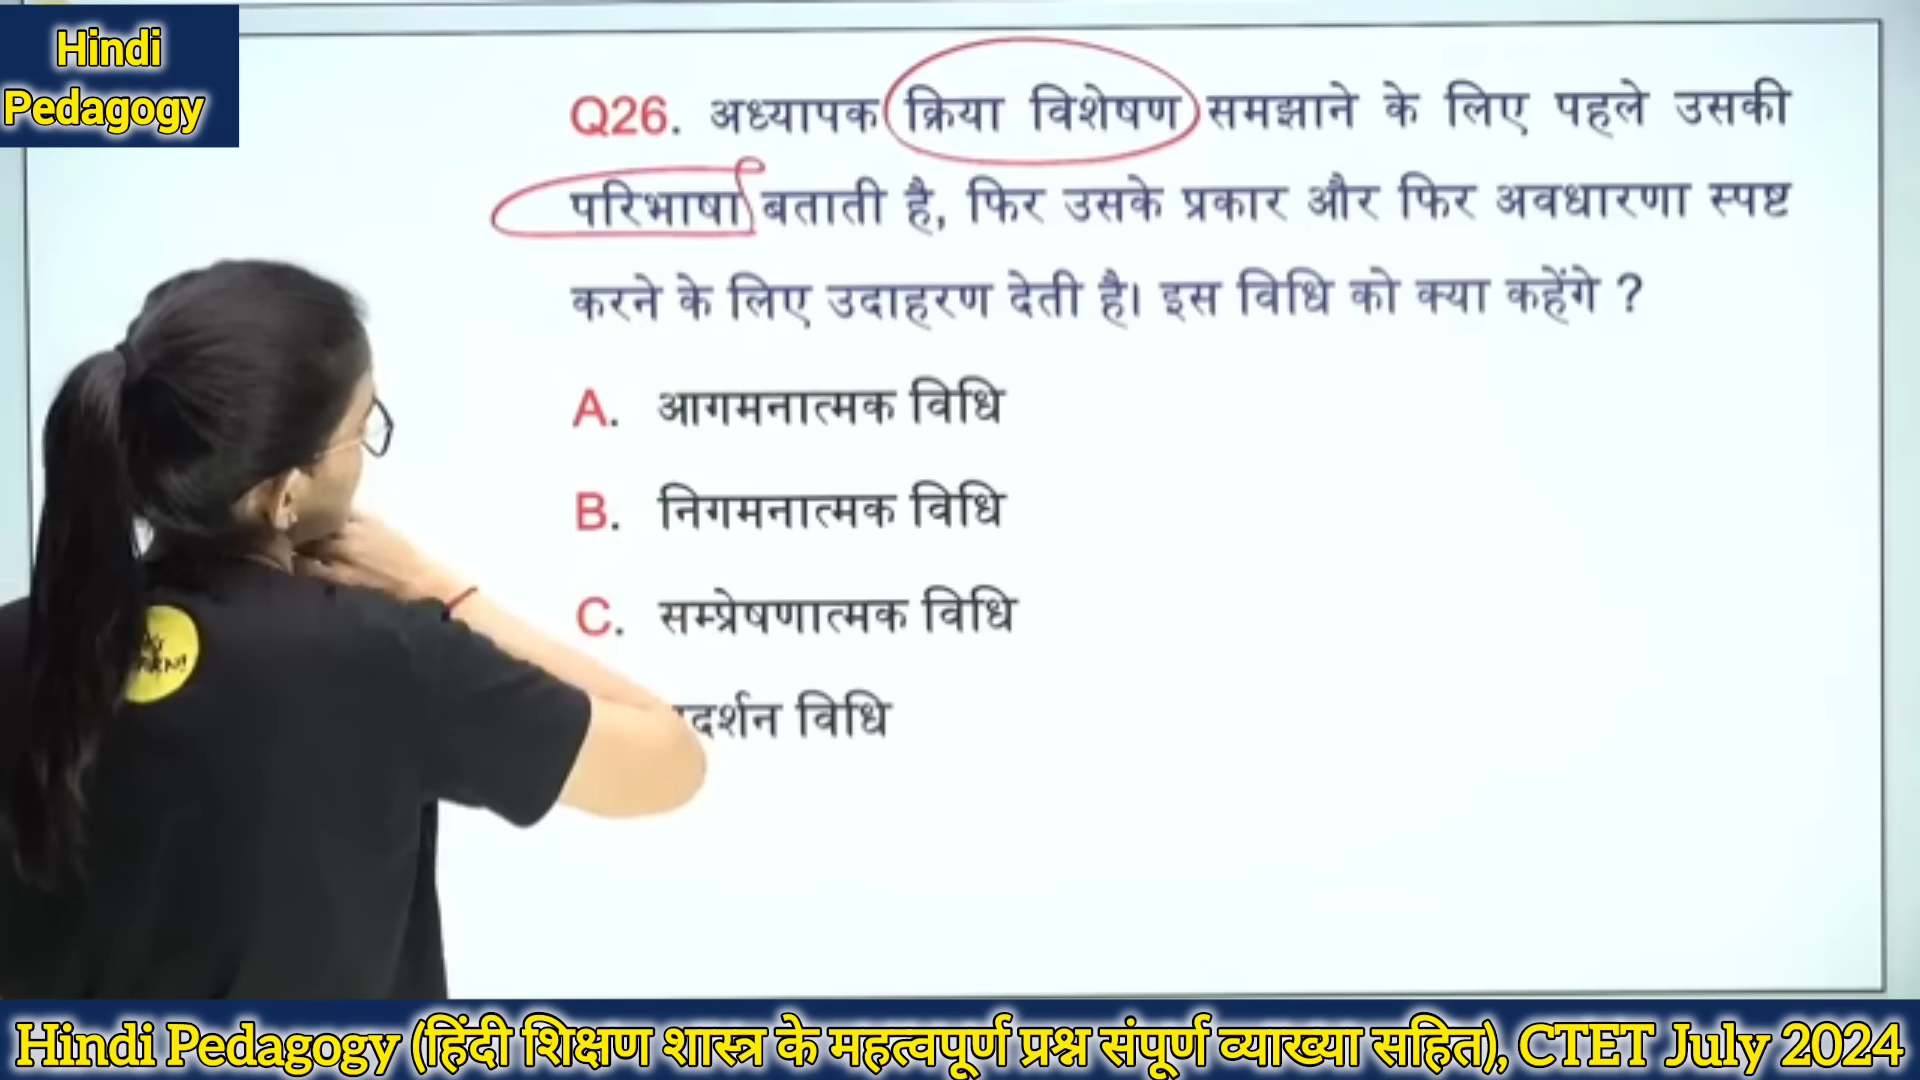 Hindi
Pedagogy
Q26. अध्यापक क्रिया विशेषण समझाने के लिए पहले उसकी
परिभाषा बताती है, फिर उसके प्रकार और फिर अवधारणा स्पष्ट
करने के लिए उदाहरण देती है। इस विधि को क्या कहेंगे ?
A. आगमनात्मक विधि
B. निगमनात्मक विधि
C. सम्प्रेषणात्मक विधि
विधि
Hindi Pedagogy (हिंदी शिक्षण शास्त्र के महत्वपूर्ण प्रश्न संपूर्ण व्याख्या सहित), CTET July 2024